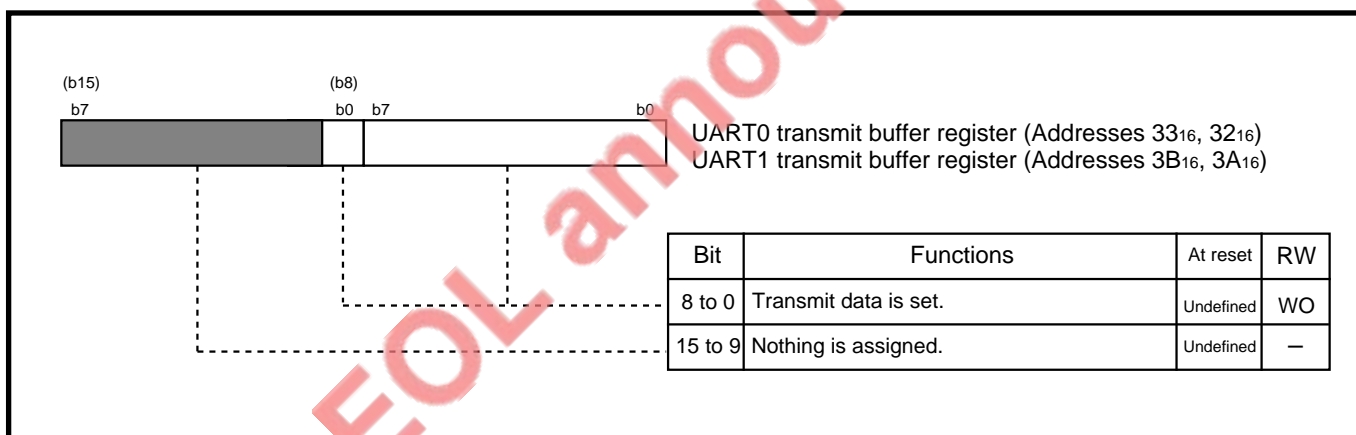 (b15) (b8)
b7 b0 b7 b0
UART0 transmit buffer register (Addresses 33₁₆, 32₁₆)
UART1 transmit buffer register (Addresses 3B₁₆, 3A₁₆)
Bit Functions At reset RW
8 to 0 Transmit data is set. Undefined WO
15 to 9 Nothing is assigned. Undefined –
EOL annou